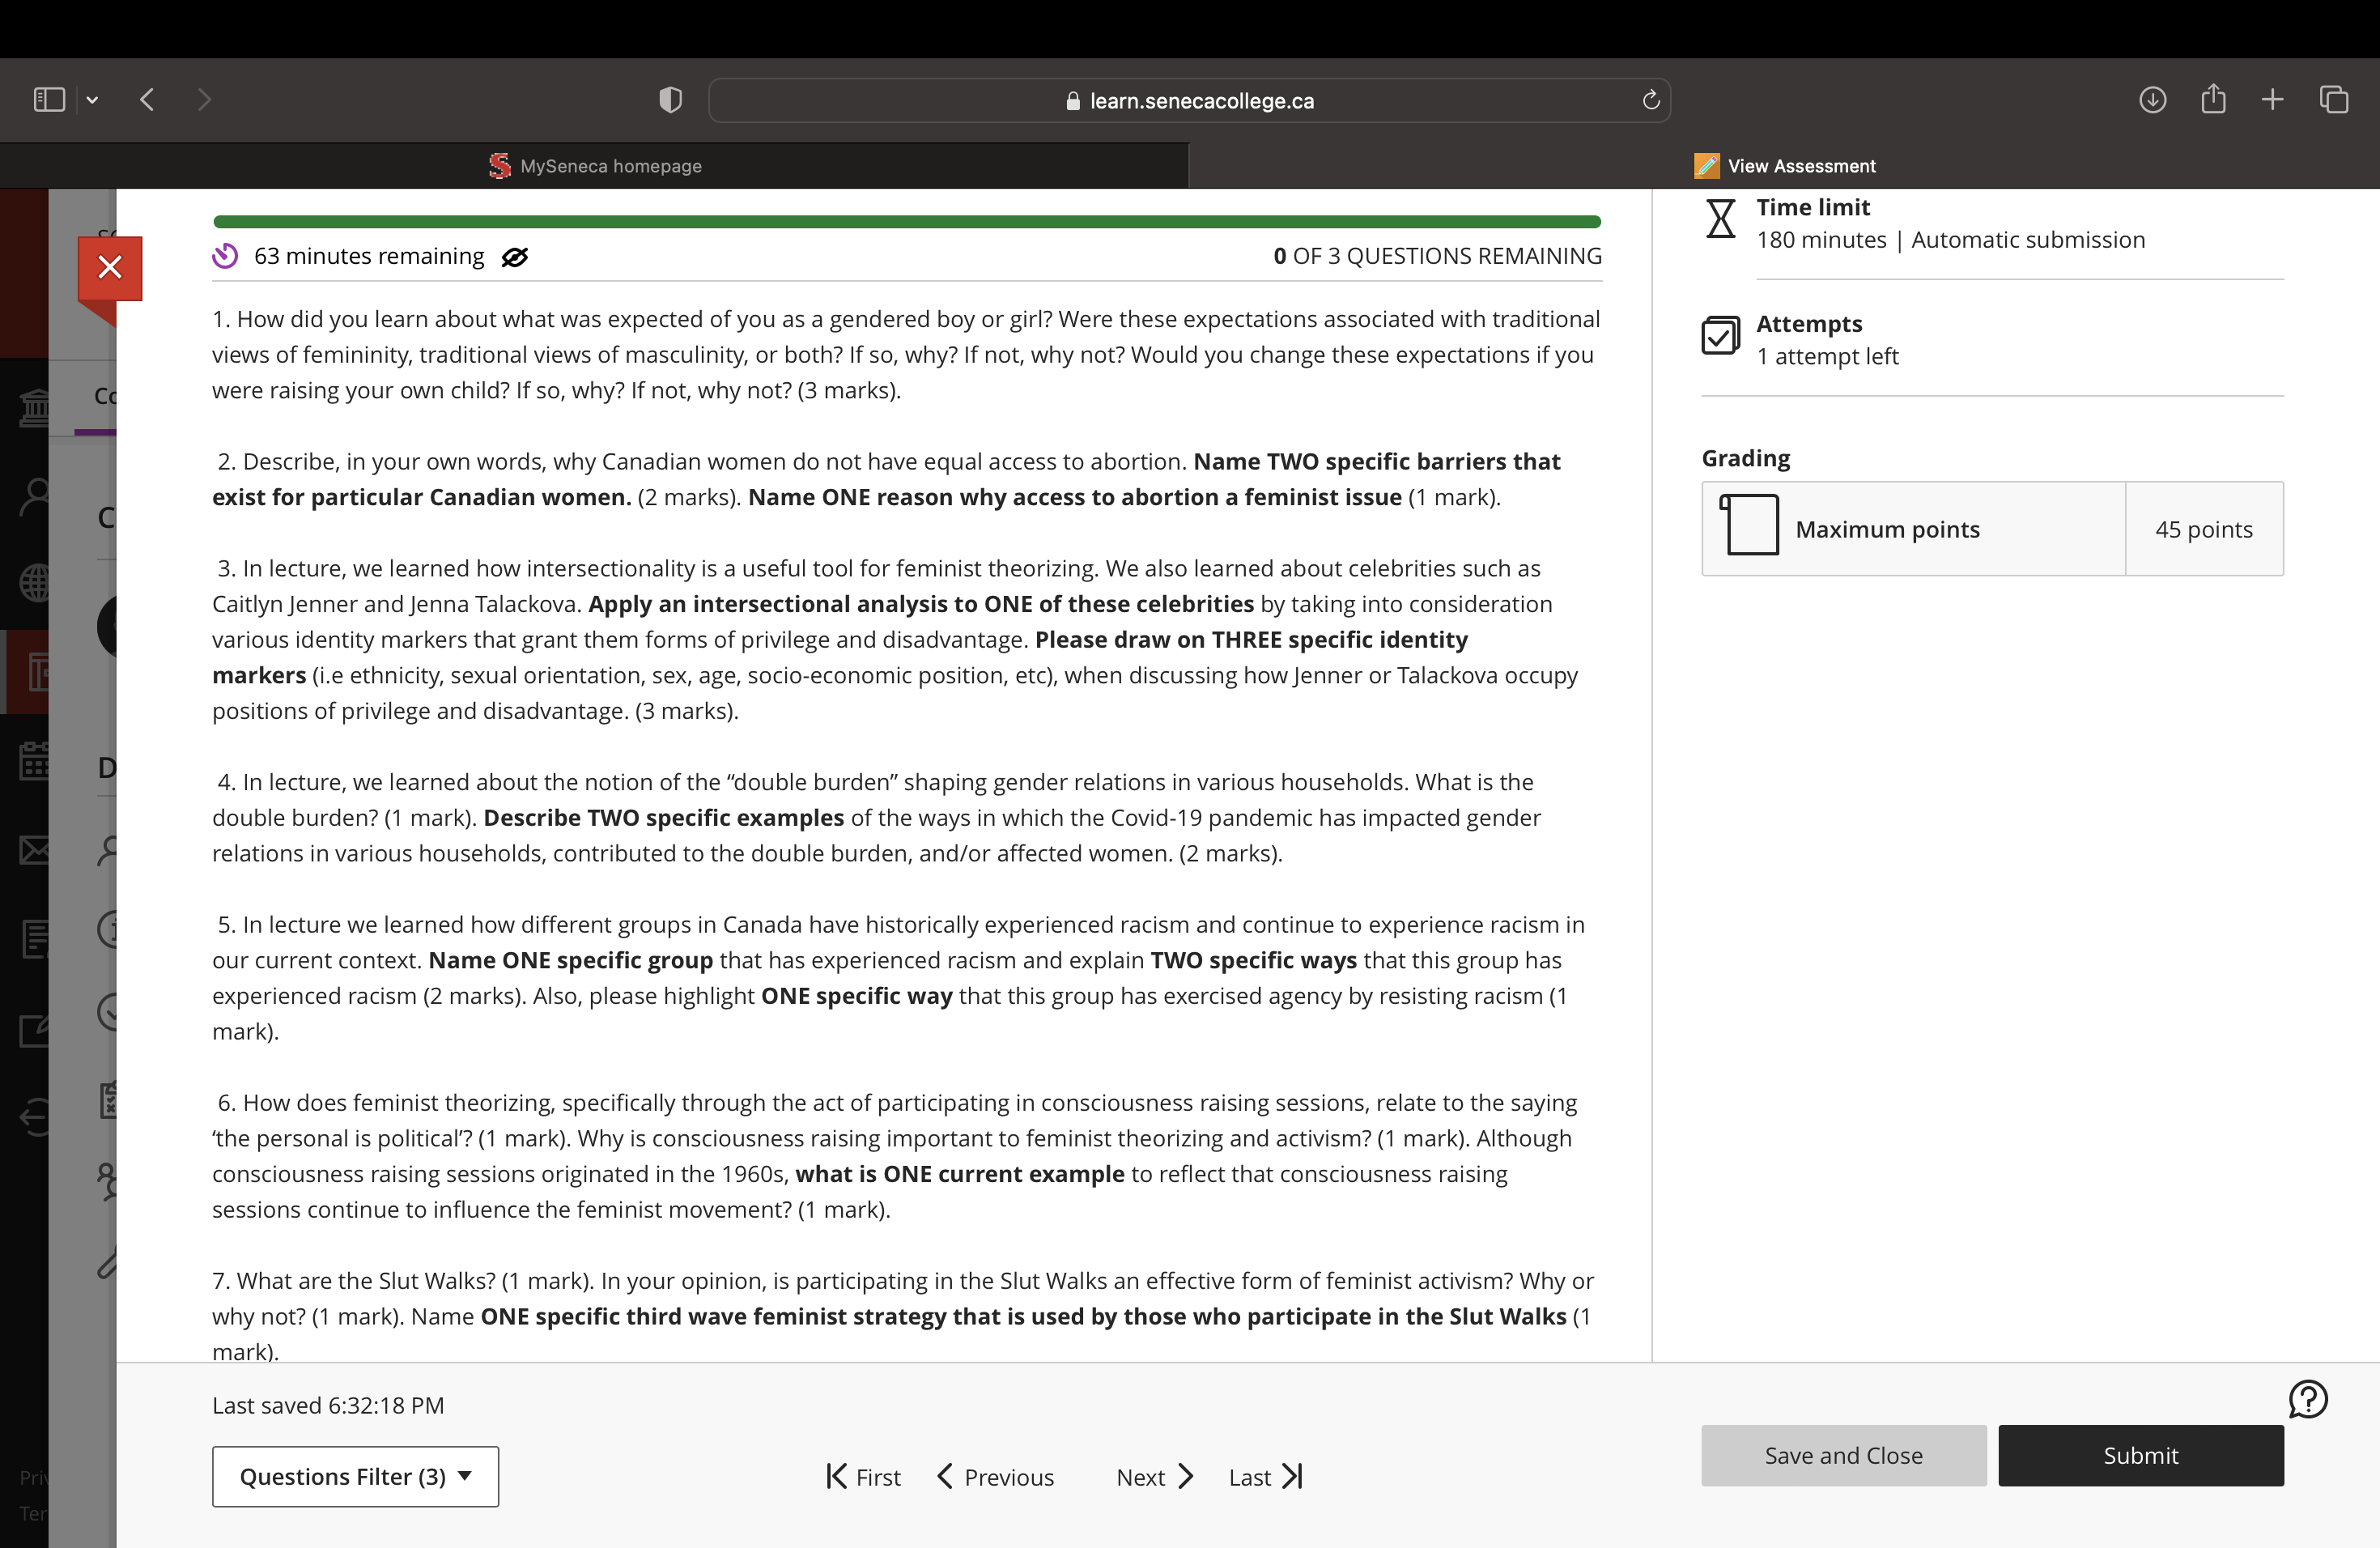 learn.senecacollege.ca
MySeneca homepage
View Assessment
63 minutes remaining
0 OF 3 QUESTIONS REMAINING
1. How did you learn about what was expected of you as a gendered boy or girl? Were these expectations associated with traditional
views of femininity, traditional views of masculinity, or both? If so, why? If not, why not? Would you change these expectations if you
were raising your own child? If so, why? If not, why not? (3 marks).
2. Describe, in your own words, why Canadian women do not have equal access to abortion. Name TWO specific barriers that
exist for particular Canadian women. (2 marks). Name ONE reason why access to abortion a feminist issue (1 mark).
3. In lecture, we learned how intersectionality is a useful tool for feminist theorizing. We also learned about celebrities such as
Caitlyn Jenner and Jenna Talackova. Apply an intersectional analysis to ONE of these celebrities by taking into consideration
various identity markers that grant them forms of privilege and disadvantage. Please draw on THREE specific identity
markers (i.e ethnicity, sexual orientation, sex, age, socio-economic position, etc), when discussing how Jenner or Talackova occupy
positions of privilege and disadvantage. (3 marks).
4. In lecture, we learned about the notion of the “double burden” shaping gender relations in various households. What is the
double burden? (1 mark). Describe TWO specific examples of the ways in which the Covid-19 pandemic has impacted gender
relations in various households, contributed to the double burden, and/or affected women. (2 marks).
5. In lecture we learned how different groups in Canada have historically experienced racism and continue to experience racism in
our current context. Name ONE specific group that has experienced racism and explain TWO specific ways that this group has
experienced racism (2 marks). Also, please highlight ONE specific way that this group has exercised agency by resisting racism (1
mark).
6. How does feminist theorizing, specifically through the act of participating in consciousness raising sessions, relate to the saying
‘the personal is political’? (1 mark). Why is consciousness raising important to feminist theorizing and activism? (1 mark). Although
consciousness raising sessions originated in the 1960s, what is ONE current example to reflect that consciousness raising
sessions continue to influence the feminist movement? (1 mark).
7. What are the Slut Walks? (1 mark). In your opinion, is participating in the Slut Walks an effective form of feminist activism? Why or
why not? (1 mark). Name ONE specific third wave feminist strategy that is used by those who participate in the Slut Walks (1
mark).
Time limit
180 minutes | Automatic submission
Attempts
1 attempt left
Grading
Maximum points
45 points
Last saved 6:32:18 PM
Questions Filter (3)
First
Previous
Next
Last
Save and Close
Submit